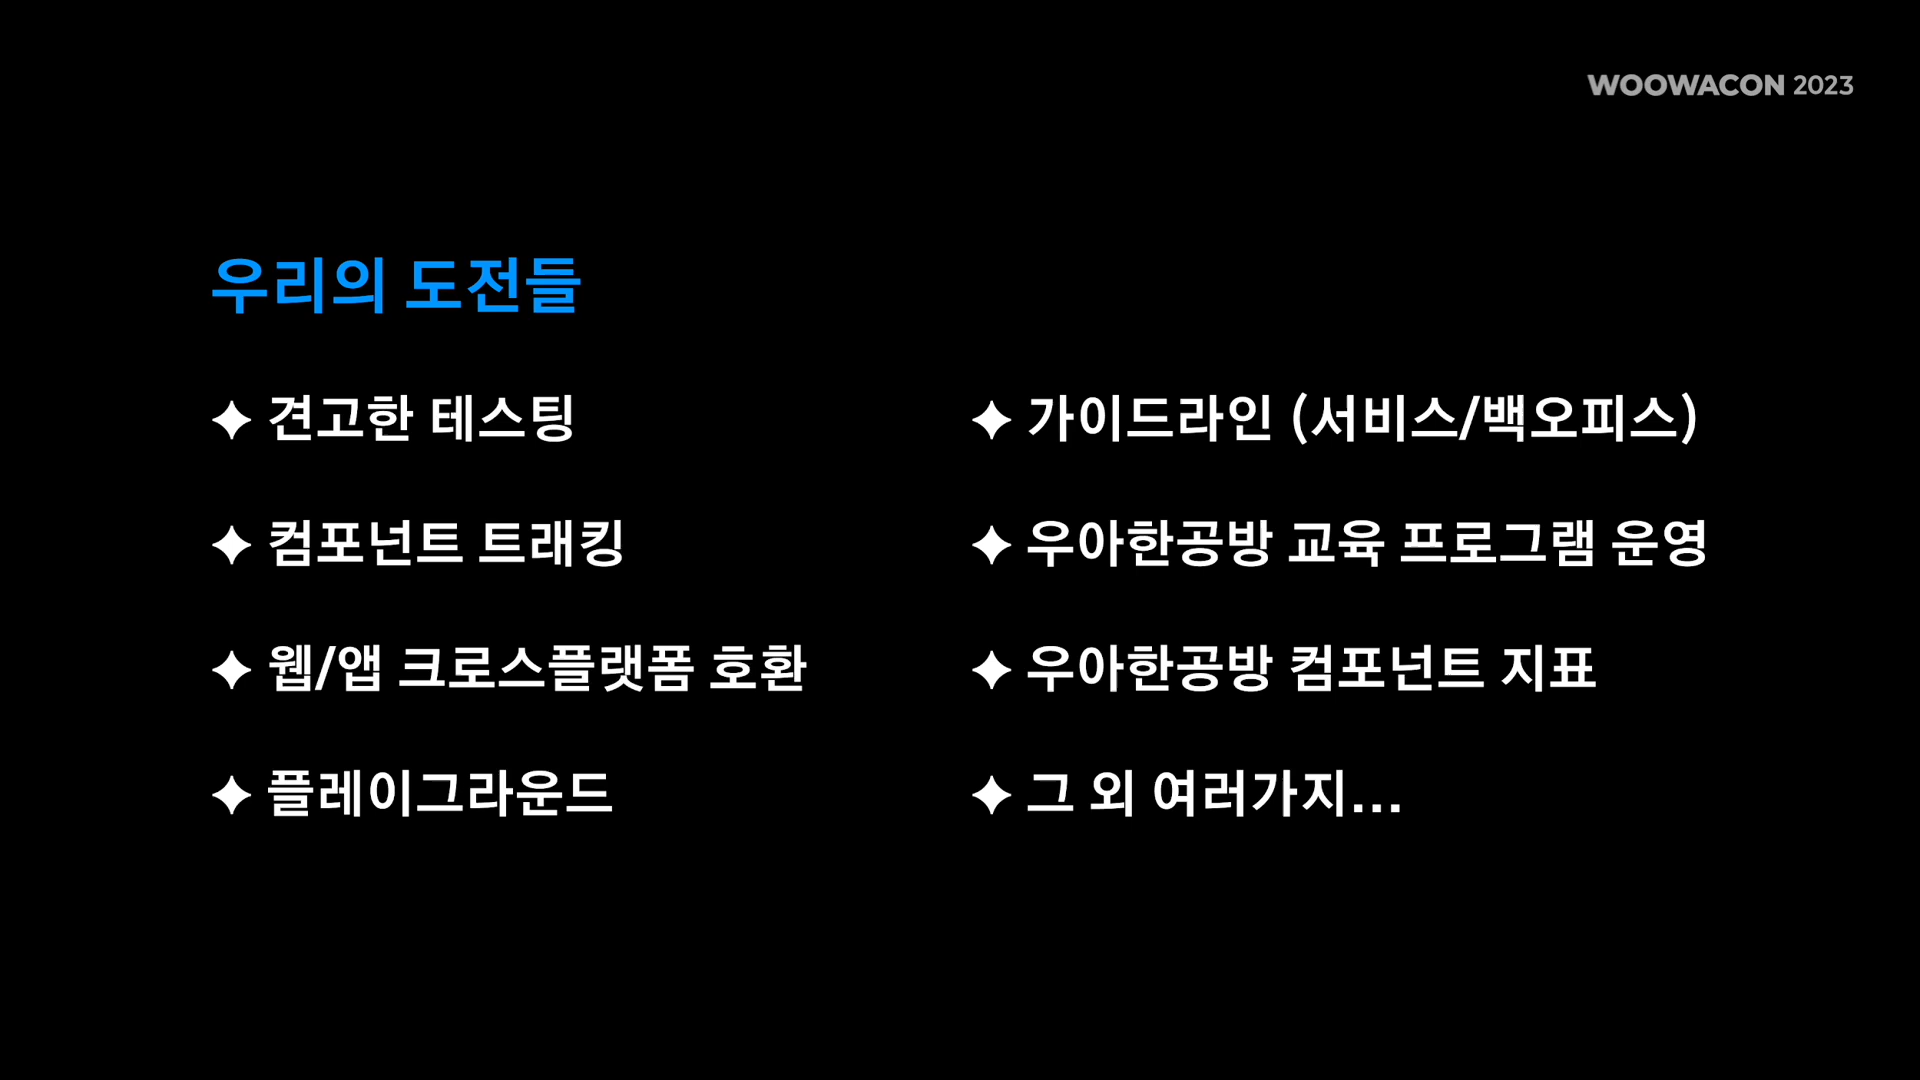 WOOWACON 2023
우리의 도전들
✦ 견고한 테스팅
✦ 컴포넌트 트래킹
✦ 웹/앱 크로스플랫폼 호환
✦ 플레이그라운드
✦ 가이드라인 (서비스/백오피스)
✦ 우아한공방 교육 프로그램 운영
✦ 우아한공방 컴포넌트 지표
✦ 그 외 여러가지...